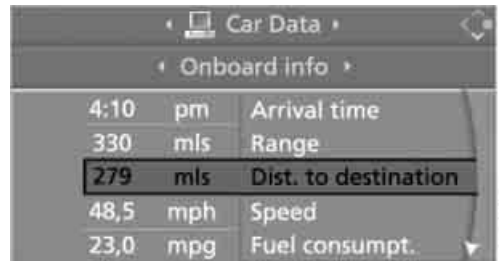 Car Data
Onboard info
4:10 pm Arrival time
330 mls Range
279 mls Dist. to destination
48,5 mph Speed
23,0 mpg Fuel consumpt.